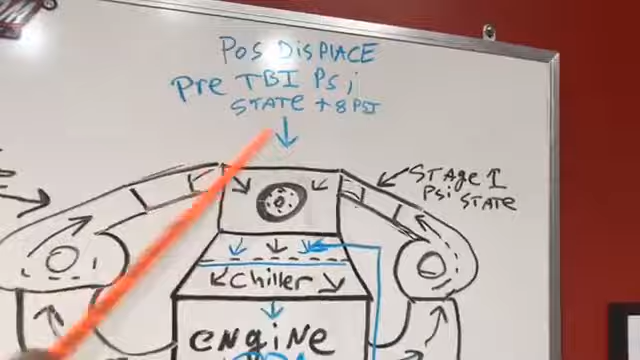 POS DISPLACE
Pre TBI PSi
STATE + 8 PSI
STAGE I
PSi STATE
chiller
ENGINE